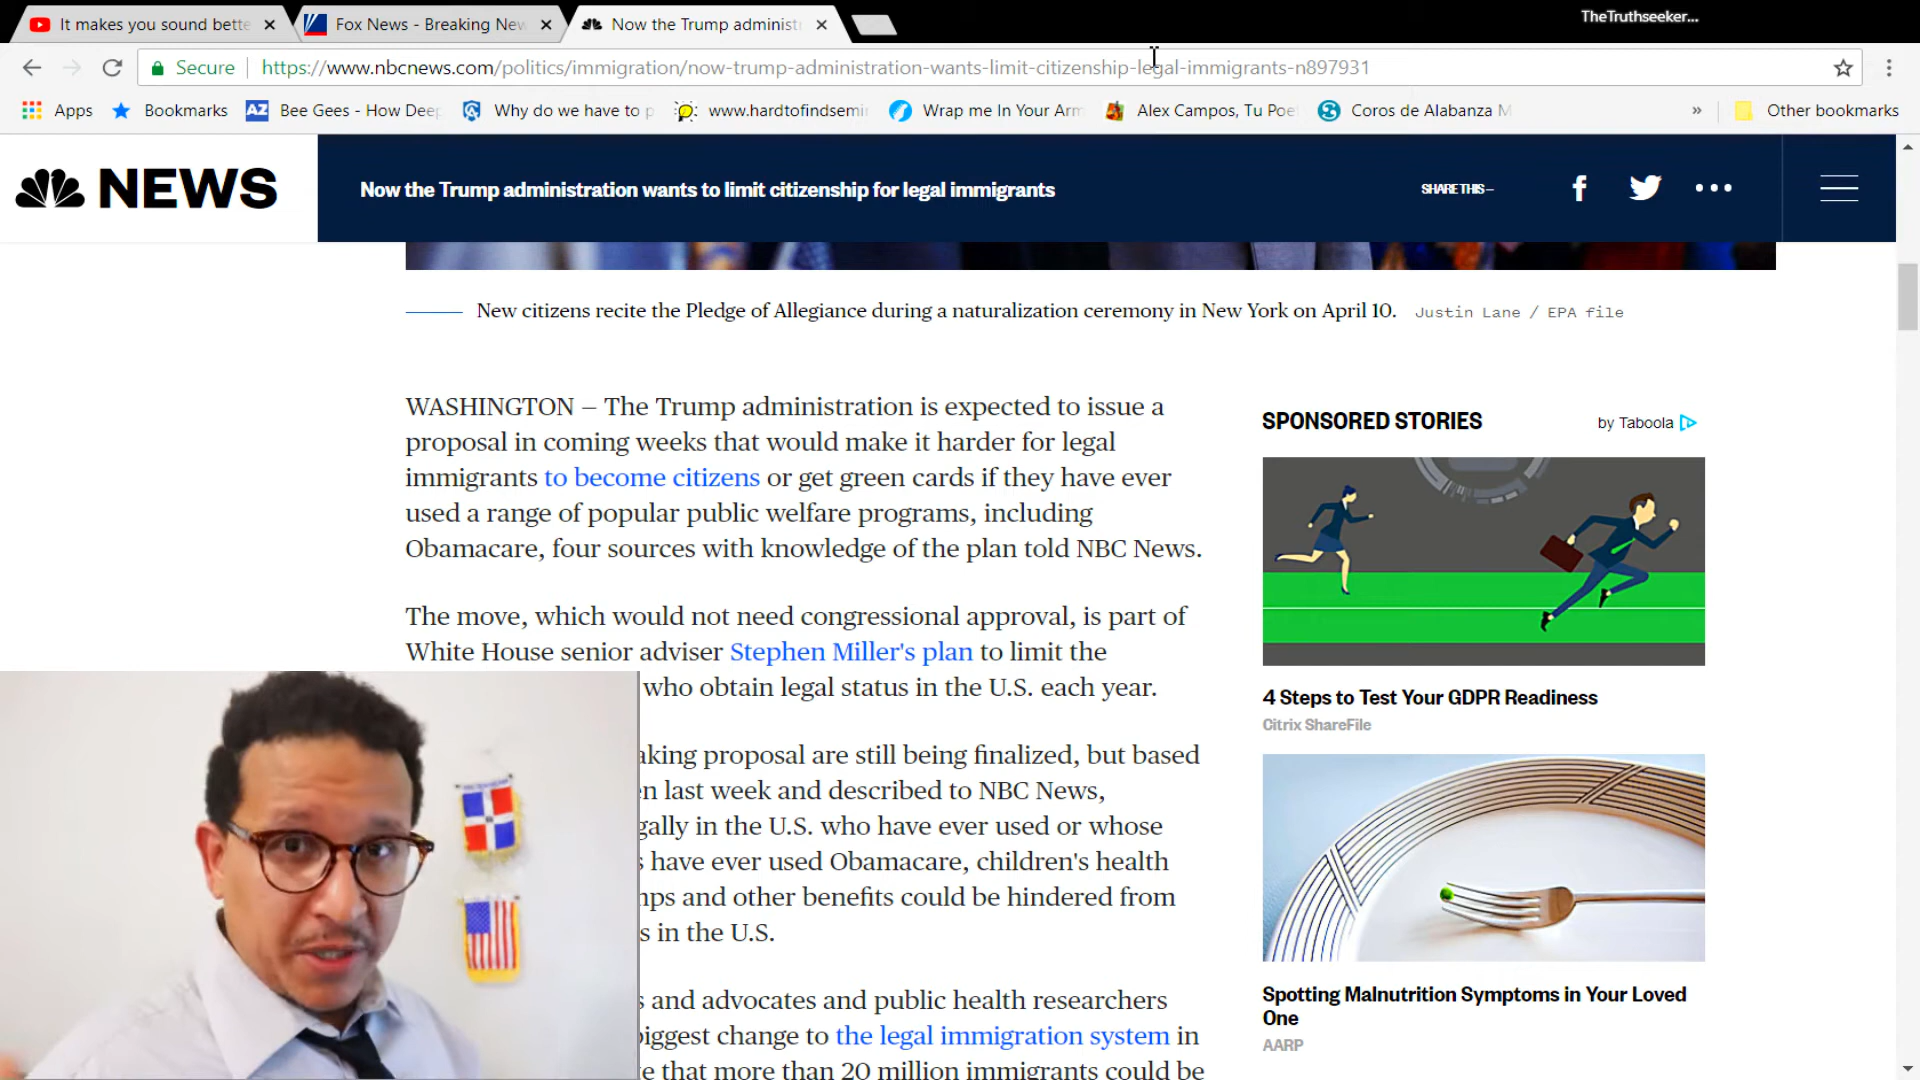 TheTruthseeker...
It makes you sound bette
Fox News - Breaking New
Now the Trump administ
Secure
https://www.nbcnews.com/politics/immigration/now-trump-administration-wants-limit-citizenship-legal-immigrants-n897931
Apps
Bookmarks
AZ
Bee Gees - How Deep
Why do we have to p
www.hardtofindsemi
Wrap me In Your Arm
Alex Campos, Tu Poe
Coros de Alabanza M
»
Other bookmarks
NEWS
Now the Trump administration wants to limit citizenship for legal immigrants
SHARE THIS —
New citizens recite the Pledge of Allegiance during a naturalization ceremony in New York on April 10. Justin Lane / EPA file
WASHINGTON — The Trump administration is expected to issue a
proposal in coming weeks that would make it harder for legal
immigrants to become citizens or get green cards if they have ever
used a range of popular public welfare programs, including
Obamacare, four sources with knowledge of the plan told NBC News.
The move, which would not need congressional approval, is part of
White House senior adviser Stephen Miller's plan to limit the
who obtain legal status in the U.S. each year.
aking proposal are still being finalized, but based
n last week and described to NBC News,
gally in the U.S. who have ever used or whose
s have ever used Obamacare, children's health
mps and other benefits could be hindered from
s in the U.S.
s and advocates and public health researchers
biggest change to the legal immigration system in
e that more than 20 million immigrants could be
SPONSORED STORIES
by Taboola
4 Steps to Test Your GDPR Readiness
Citrix ShareFile
Spotting Malnutrition Symptoms in Your Loved
One
AARP